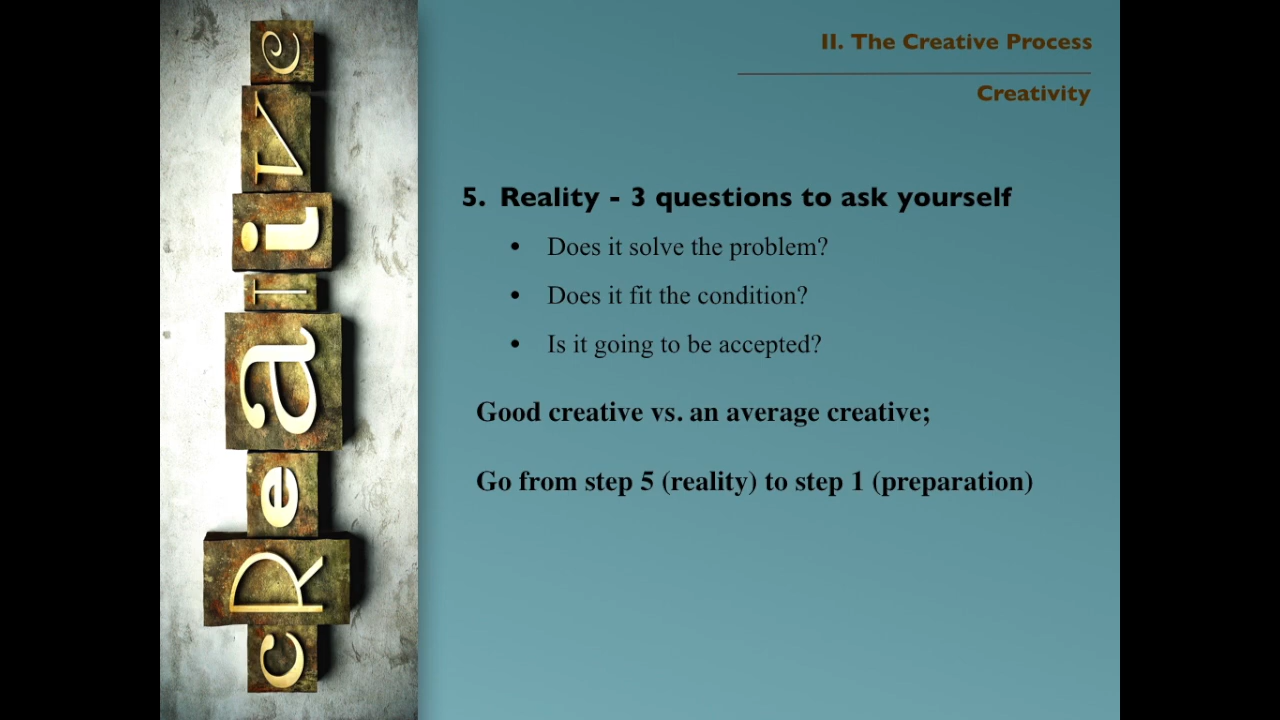 cReaTive
II. The Creative Process
Creativity
5. Reality - 3 questions to ask yourself
• Does it solve the problem?
• Does it fit the condition?
• Is it going to be accepted?
Good creative vs. an average creative;
Go from step 5 (reality) to step 1 (preparation)